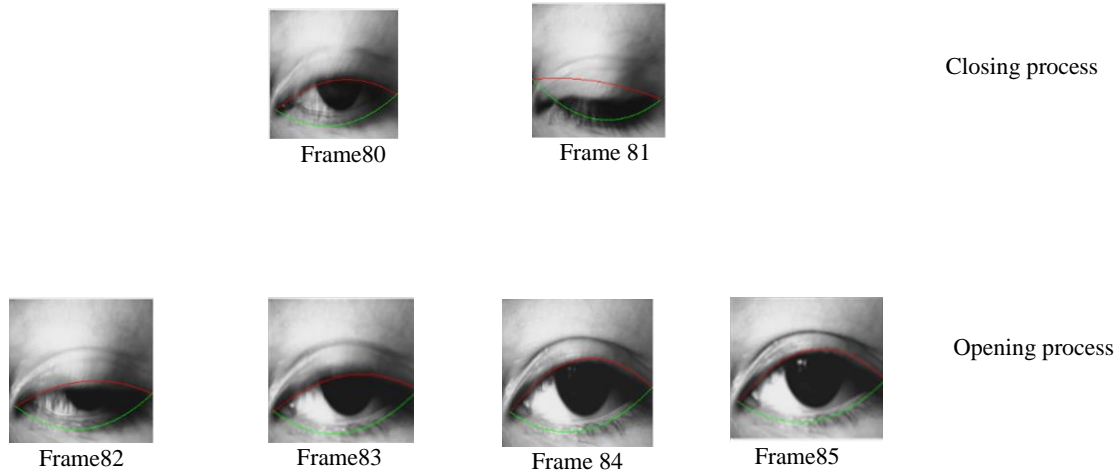 Closing process
Frame80
Frame 81
Opening process
Frame82
Frame83
Frame 84
Frame85